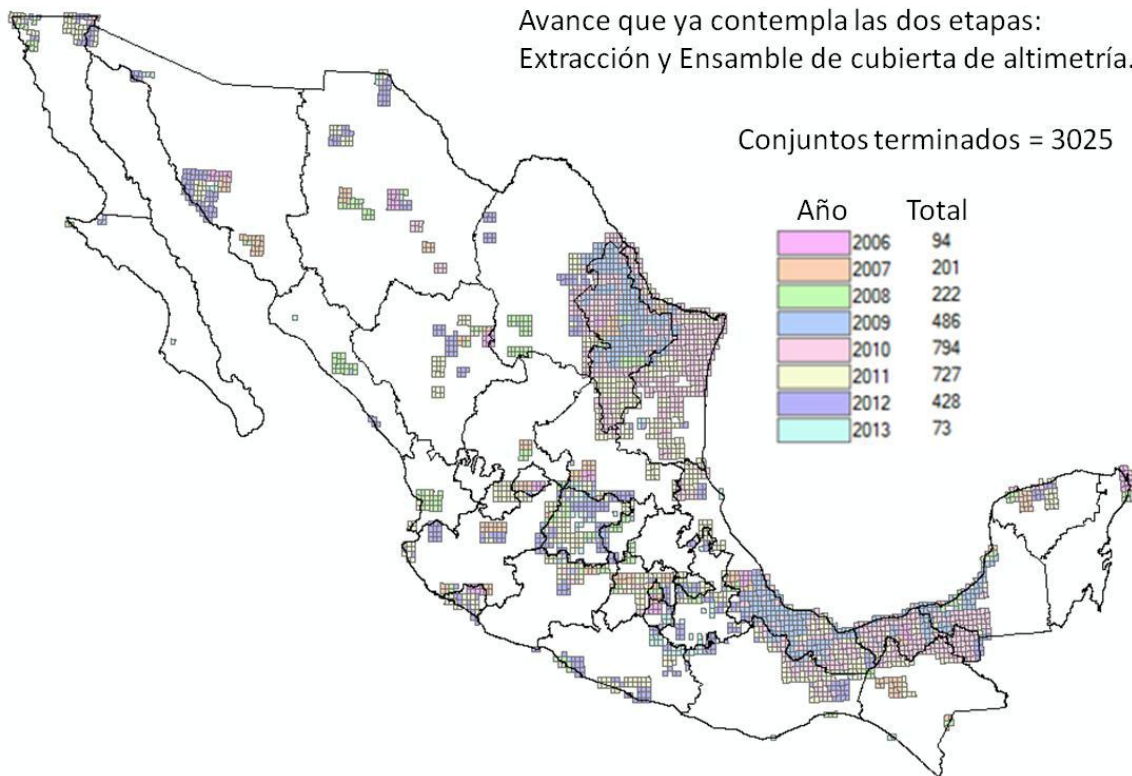 Avance que ya contempla las dos etapas:
Extracción y Ensamble de cubierta de altimetría.
Conjuntos terminados = 3025
Año Total
2006 94
2007 201
2008 222
2009 486
2010 794
2011 727
2012 428
2013 73